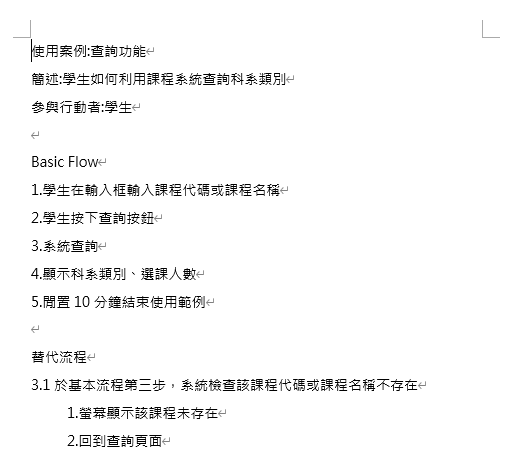 使用案例:查詢功能
簡述:學生如何利用課程系統查詢科系類別
參與行動者:學生
Basic Flow
1.學生在輸入框輸入課程代碼或課程名稱
2.學生按下查詢按鈕
3.系統查詢
4.顯示科系類別、選課人數
5.閒置 10 分鐘結束使用範例
替代流程
3.1 於基本流程第三步，系統檢查該課程代碼或課程名稱不存在
1.螢幕顯示該課程未存在
2.回到查詢頁面